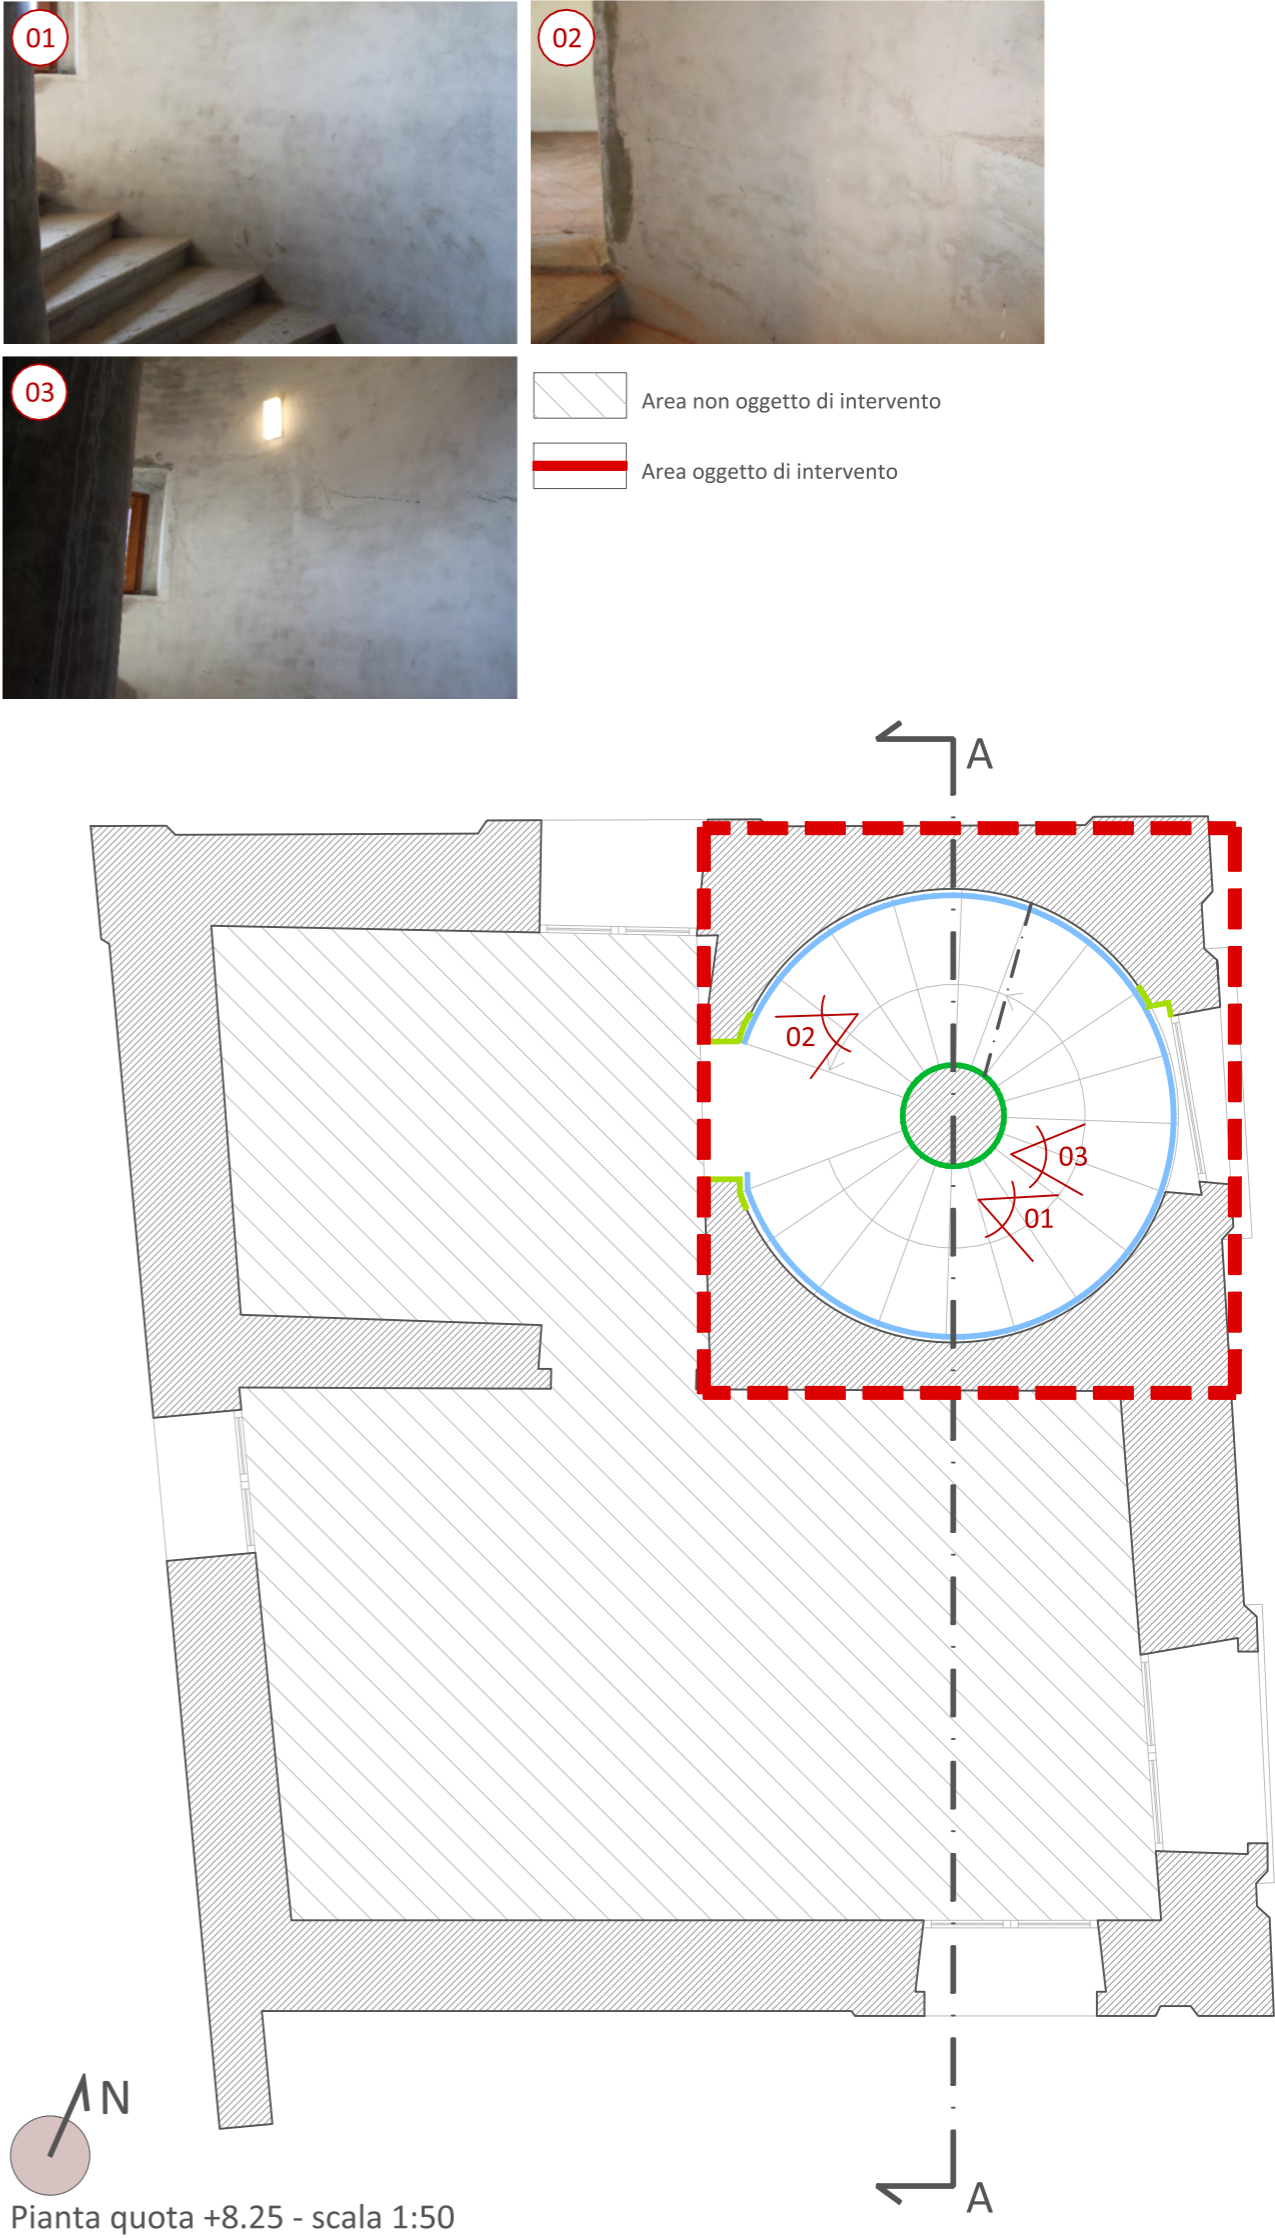 01
02
03
Area non oggetto di intervento
Area oggetto di intervento
A
02
03
01
N
A
Pianta quota +8.25 - scala 1:50